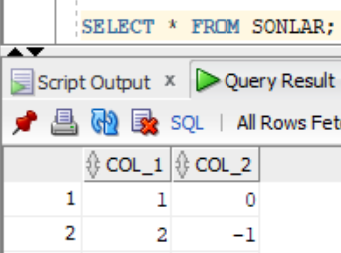 SELECT * FROM SONLAR;
Script Output x Query Result
SQL | All Rows Fet
COL_1 COL_2
1 1 0
2 2 -1